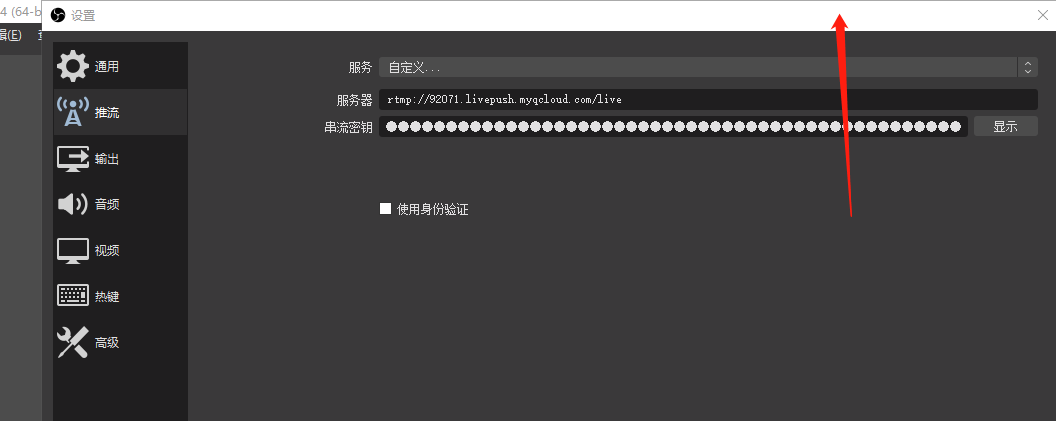 4 (64-b
设置
辑(E)
通用
推流
输出
音频
视频
热键
高级
服务 自定义...
服务器 rtmp://92071.livepush.myqcloud.com/live
串流密钥 显示
使用身份验证